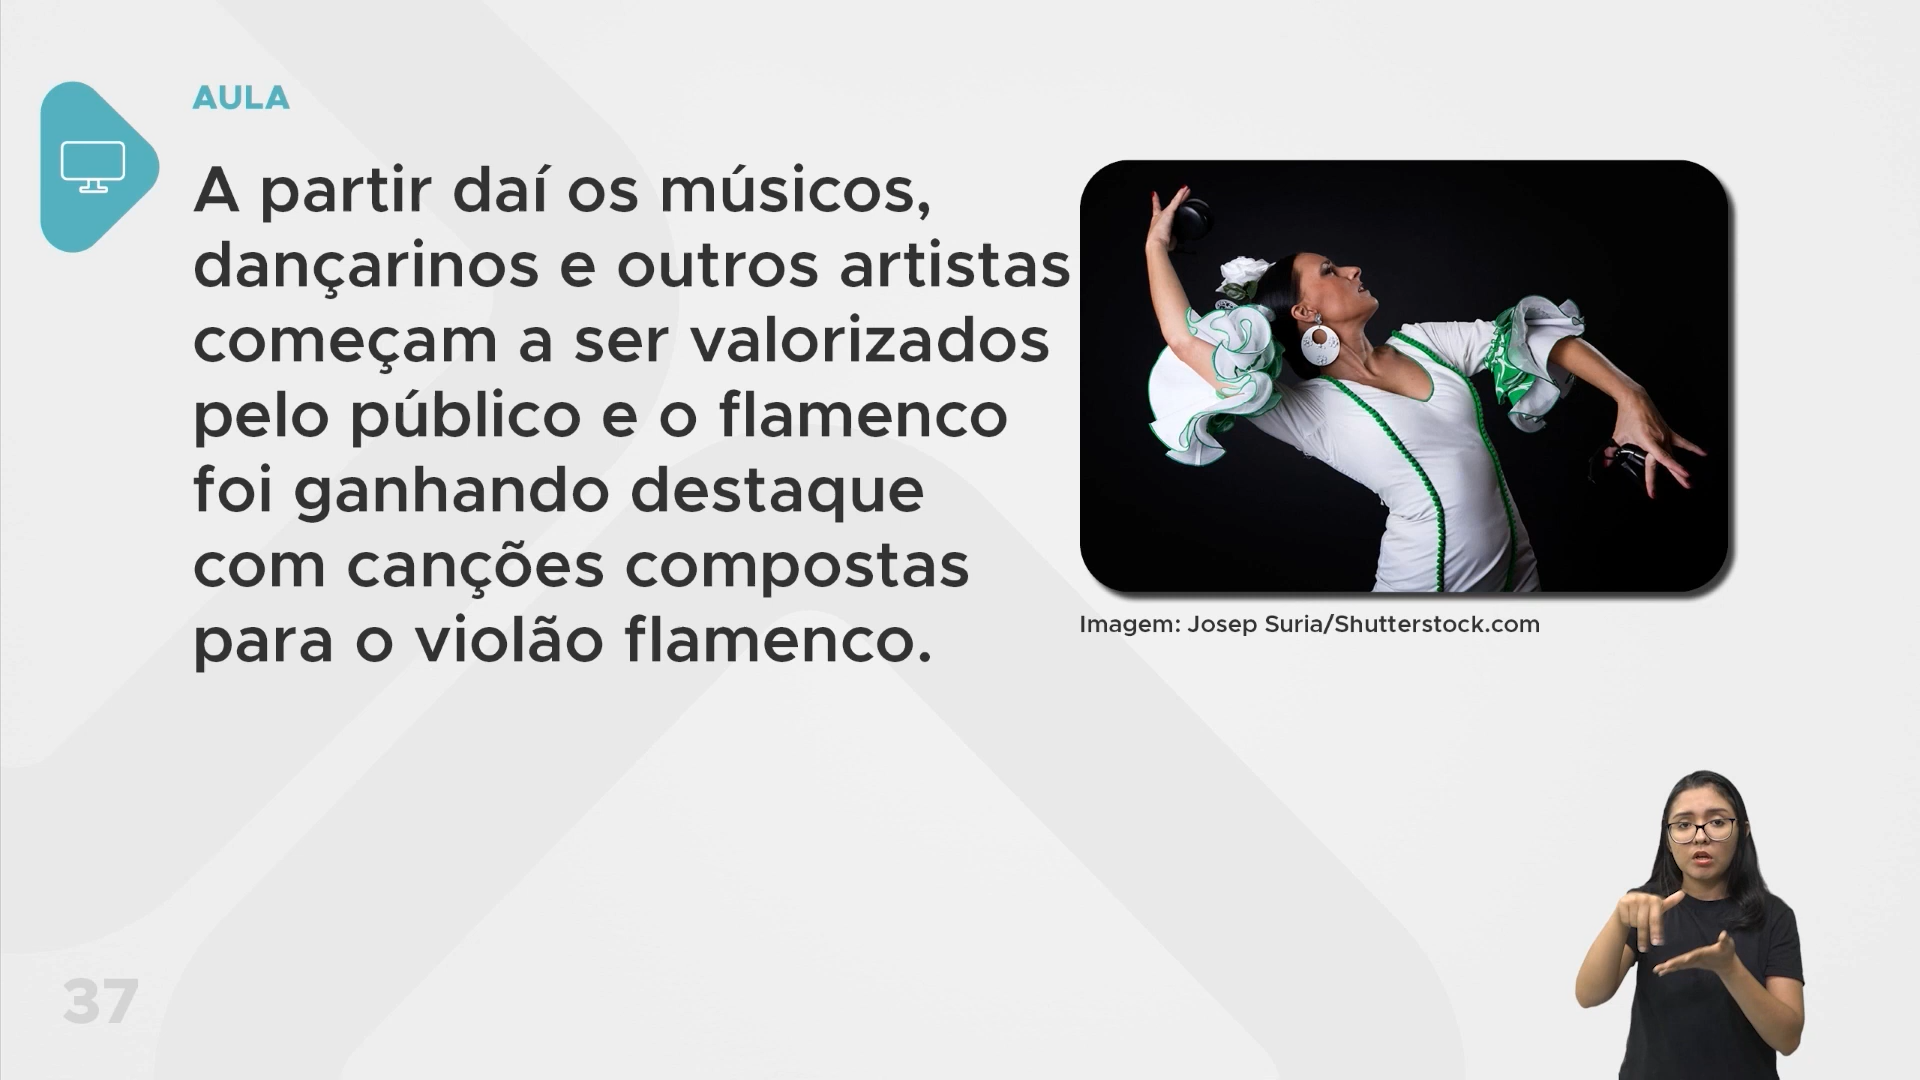 AULA
A partir daí os músicos,
dançarinos e outros artistas
começam a ser valorizados
pelo público e o flamenco
foi ganhando destaque
com canções compostas
para o violão flamenco.
Imagem: Josep Suria/Shutterstock.com
37